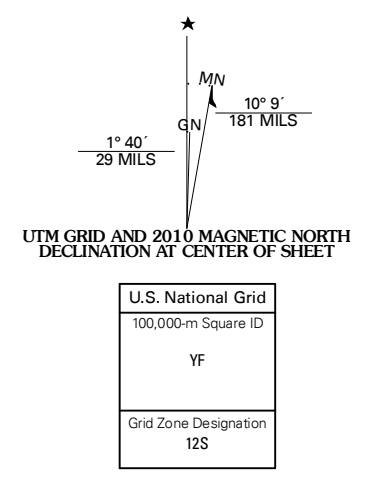 ★
MN
GN
10° 9´
181 MILS
1° 40´
29 MILS
UTM GRID AND 2010 MAGNETIC NORTH
DECLINATION AT CENTER OF SHEET
U.S. National Grid
100,000-m Square ID
YF
Grid Zone Designation
12S